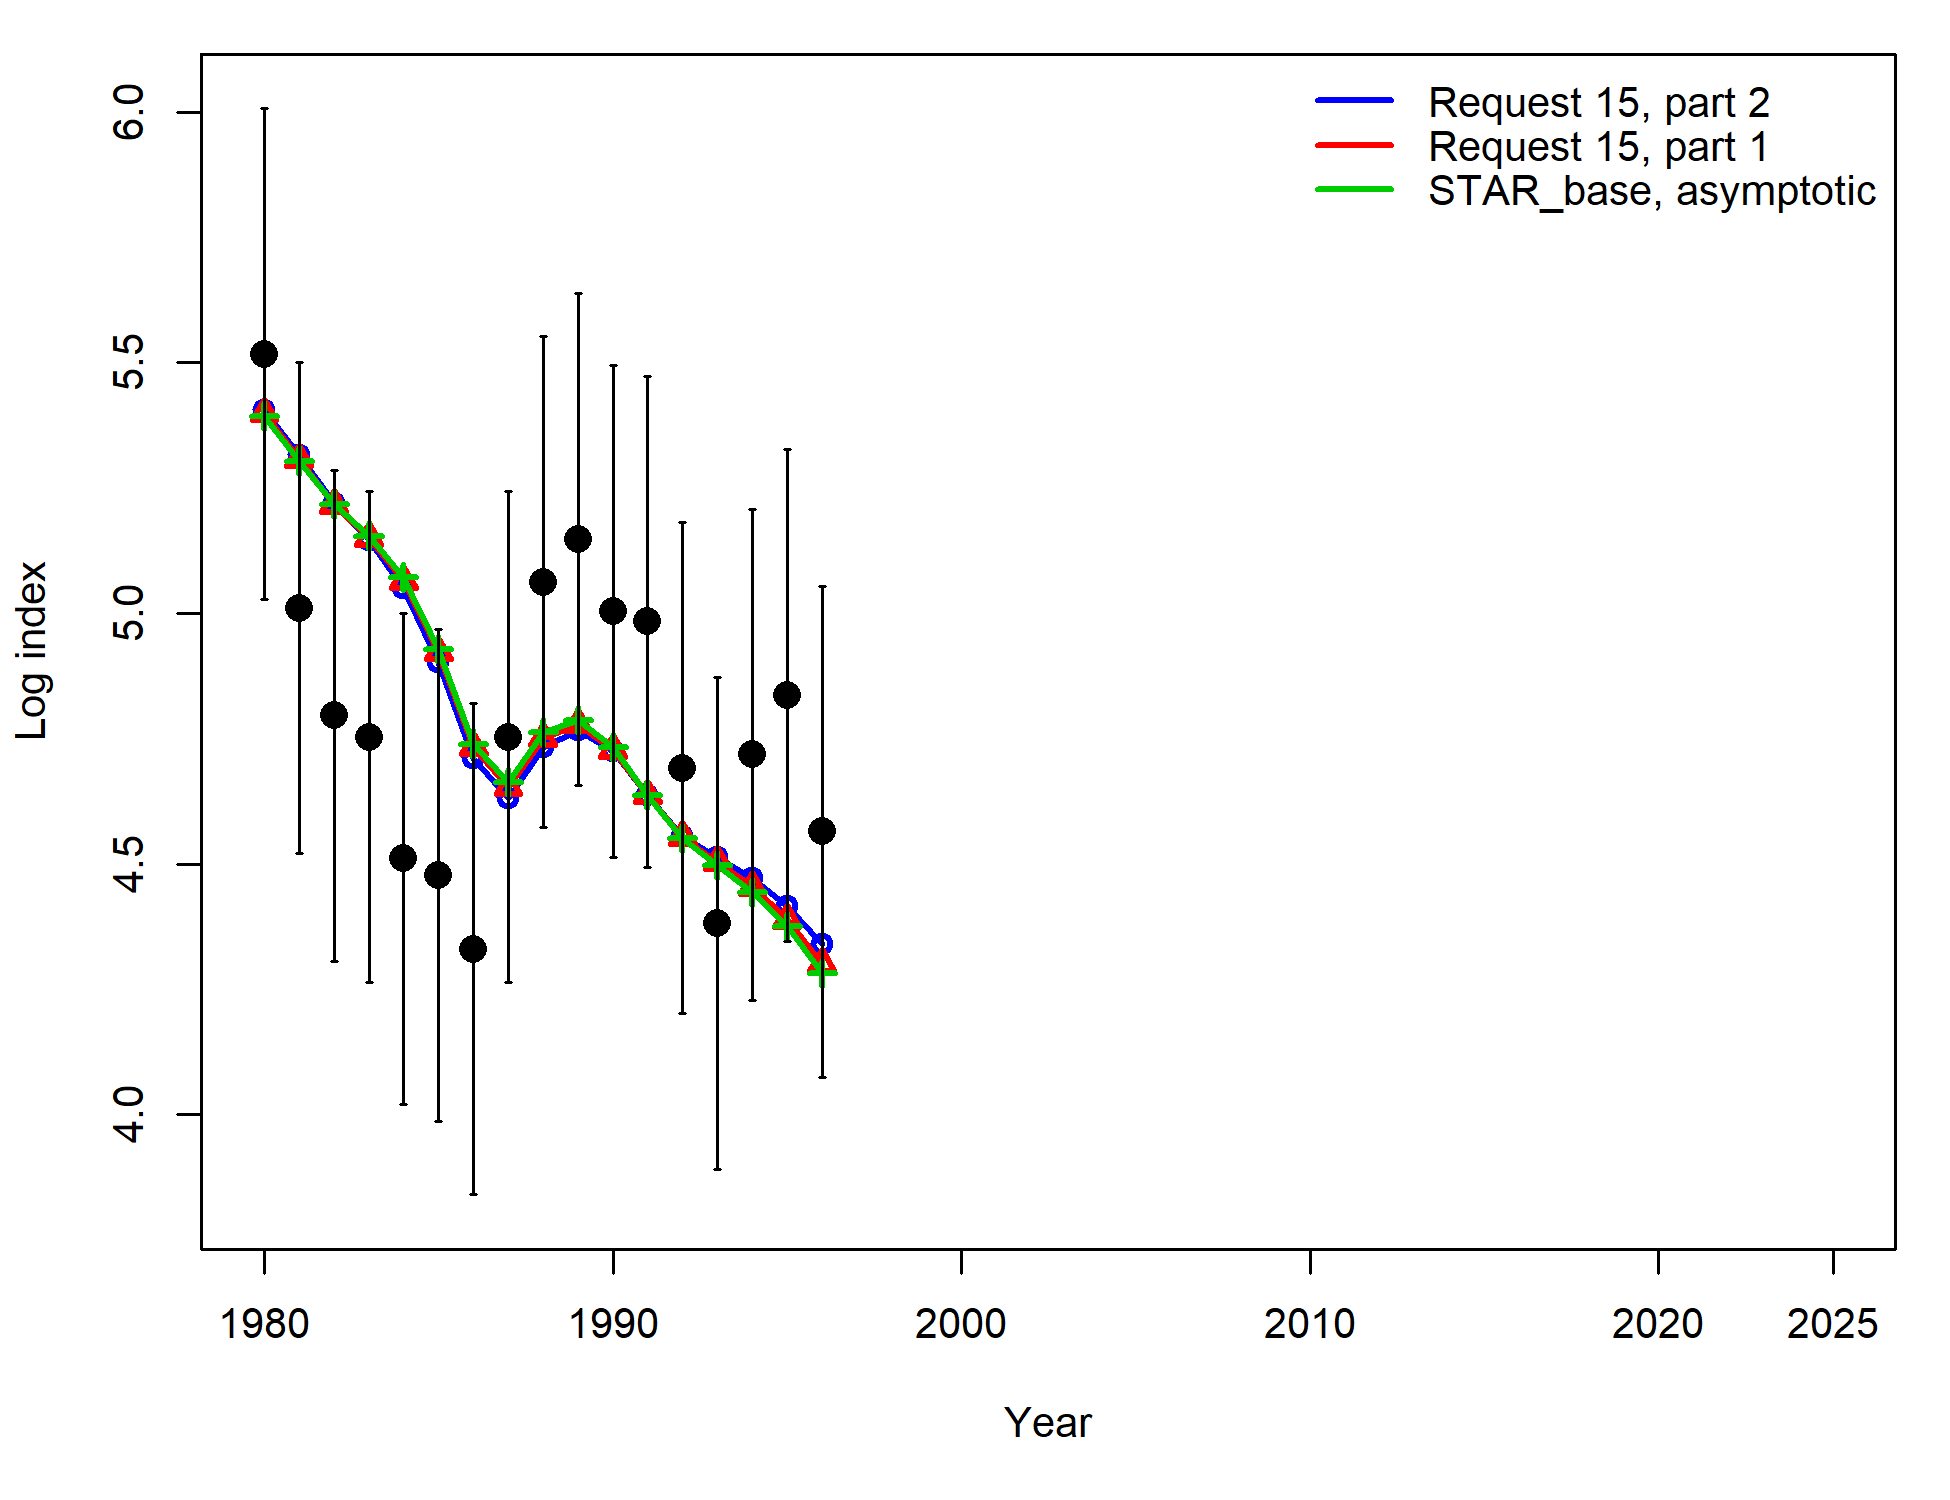 Request 15, part 2
Request 15, part 1
STAR_base, asymptotic
6.0
5.5
5.0
4.5
4.0
Log index
1980 1990 2000 2010 2020 2025
Year